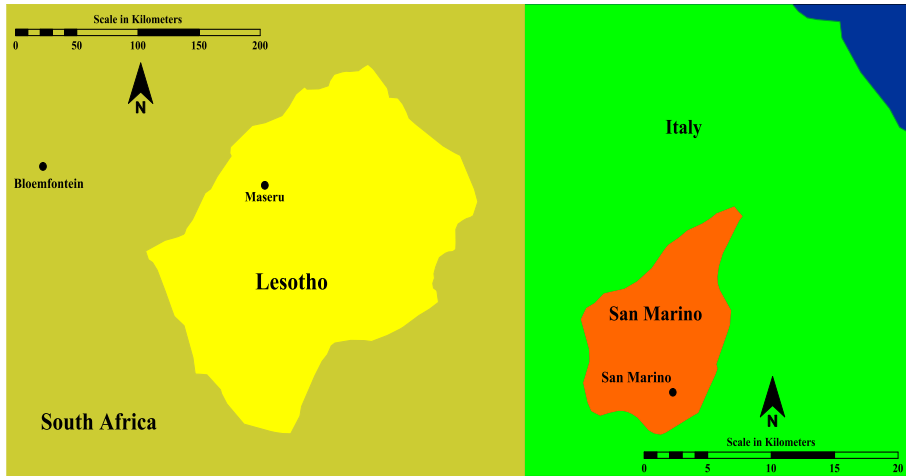 Scale in Kilometers
0 50 100 150 200
N
Bloemfontein
Maseru
Lesotho
South Africa
Italy
San Marino
San Marino
N
Scale in Kilometers
0 5 10 15 20